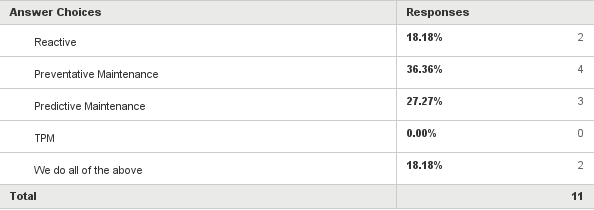 Answer Choices Responses
Reactive 18.18% 2
Preventative Maintenance 36.36% 4
Predictive Maintenance 27.27% 3
TPM 0.00% 0
We do all of the above 18.18% 2
Total 11